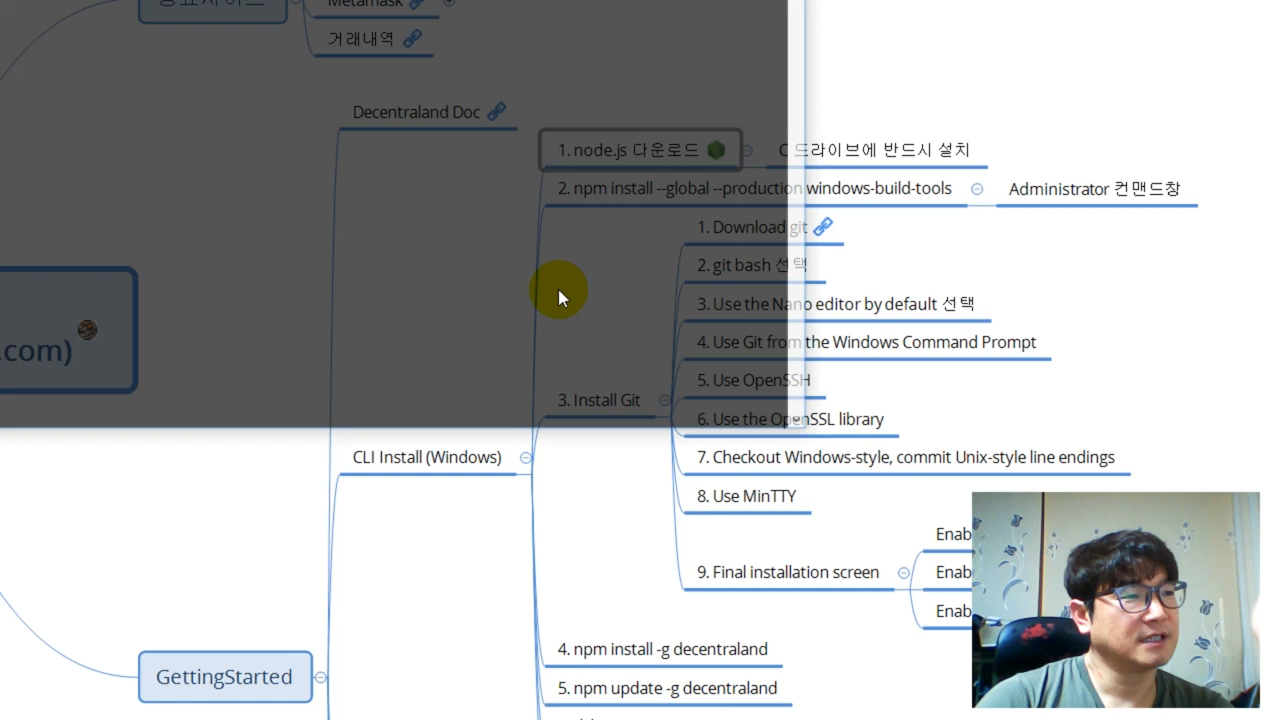 Metamask
거래내역
Decentraland Doc
1. node.js 다운로드
C 드라이브에 반드시 설치
2. npm install --global --production windows-build-tools
Administrator 컨맨드창
1. Download git
2. git bash 선택
3. Use the Nano editor by default 선택
4. Use Git from the Windows Command Prompt
5. Use OpenSSH
3. Install Git
6. Use the OpenSSL library
.com)
CLI Install (Windows)
7. Checkout Windows-style, commit Unix-style line endings
8. Use MinTTY
Enab
9. Final installation screen
Enab
Enab
4. npm install -g decentraland
GettingStarted
5. npm update -g decentraland